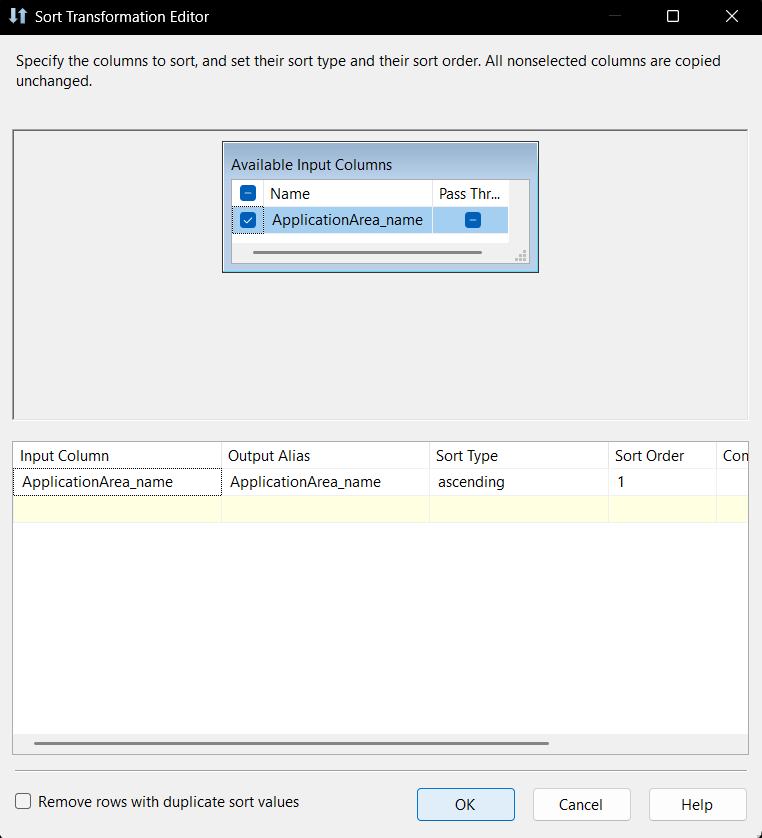 Sort Transformation Editor
Specify the columns to sort, and set their sort type and their sort order. All nonselected columns are copied
unchanged.
Available Input Columns
Name Pass Thr...
ApplicationArea_name
Input Column Output Alias Sort Type Sort Order Con
ApplicationArea_name ApplicationArea_name ascending 1
Remove rows with duplicate sort values OK Cancel Help